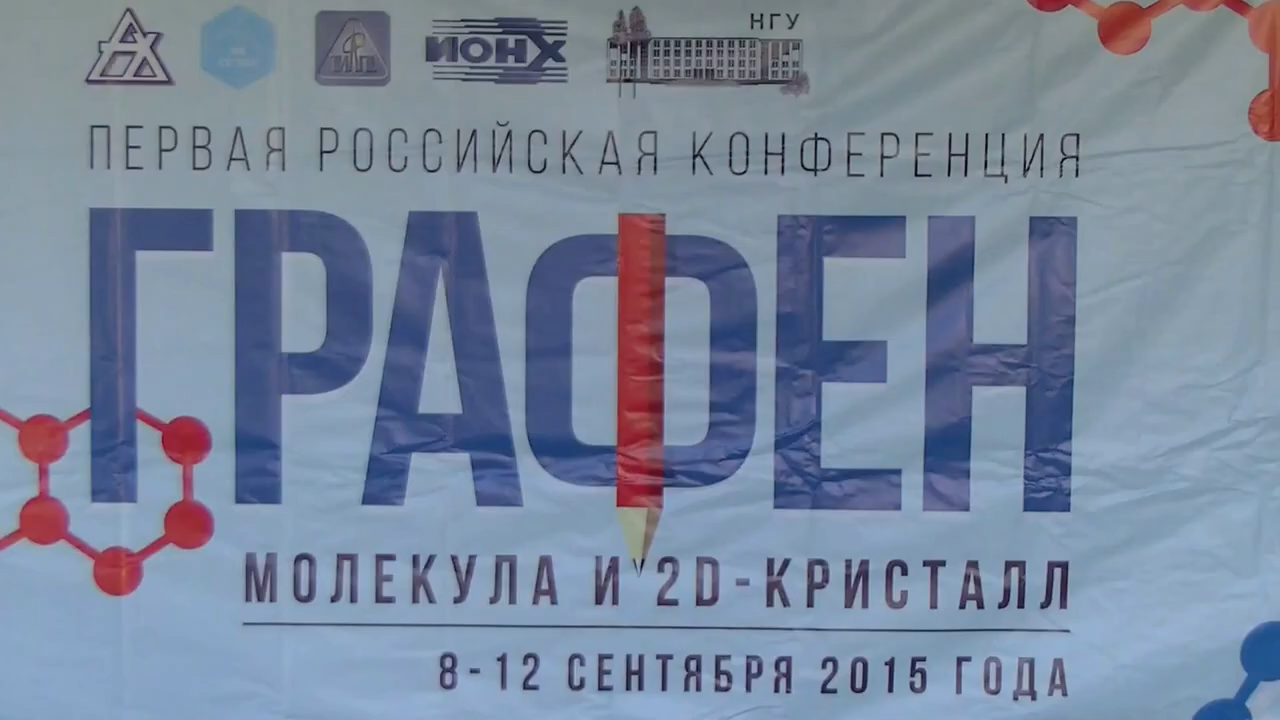 ИОНХ
НГУ
ПЕРВАЯ РОССИЙСКАЯ КОНФЕРЕНЦИЯ
ГРАФЕН
МОЛЕКУЛА И 2D-КРИСТАЛЛ
8-12 СЕНТЯБРЯ 2015 ГОДА